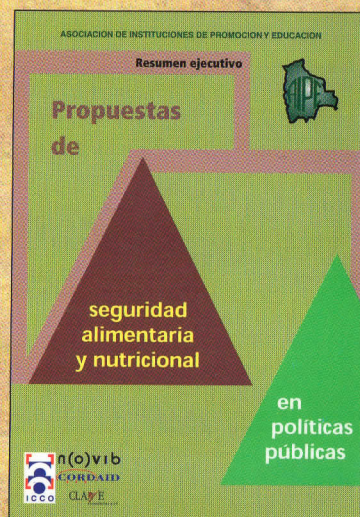 ASOCIACION DE INSTITUCIONES DE PROMOCION Y EDUCACION
Resumen ejecutivo
AIPE
Propuestas
de
seguridad
alimentaria
y nutricional
en
políticas
públicas
n(o)vib
CORDAID
ICCO
CLAVE